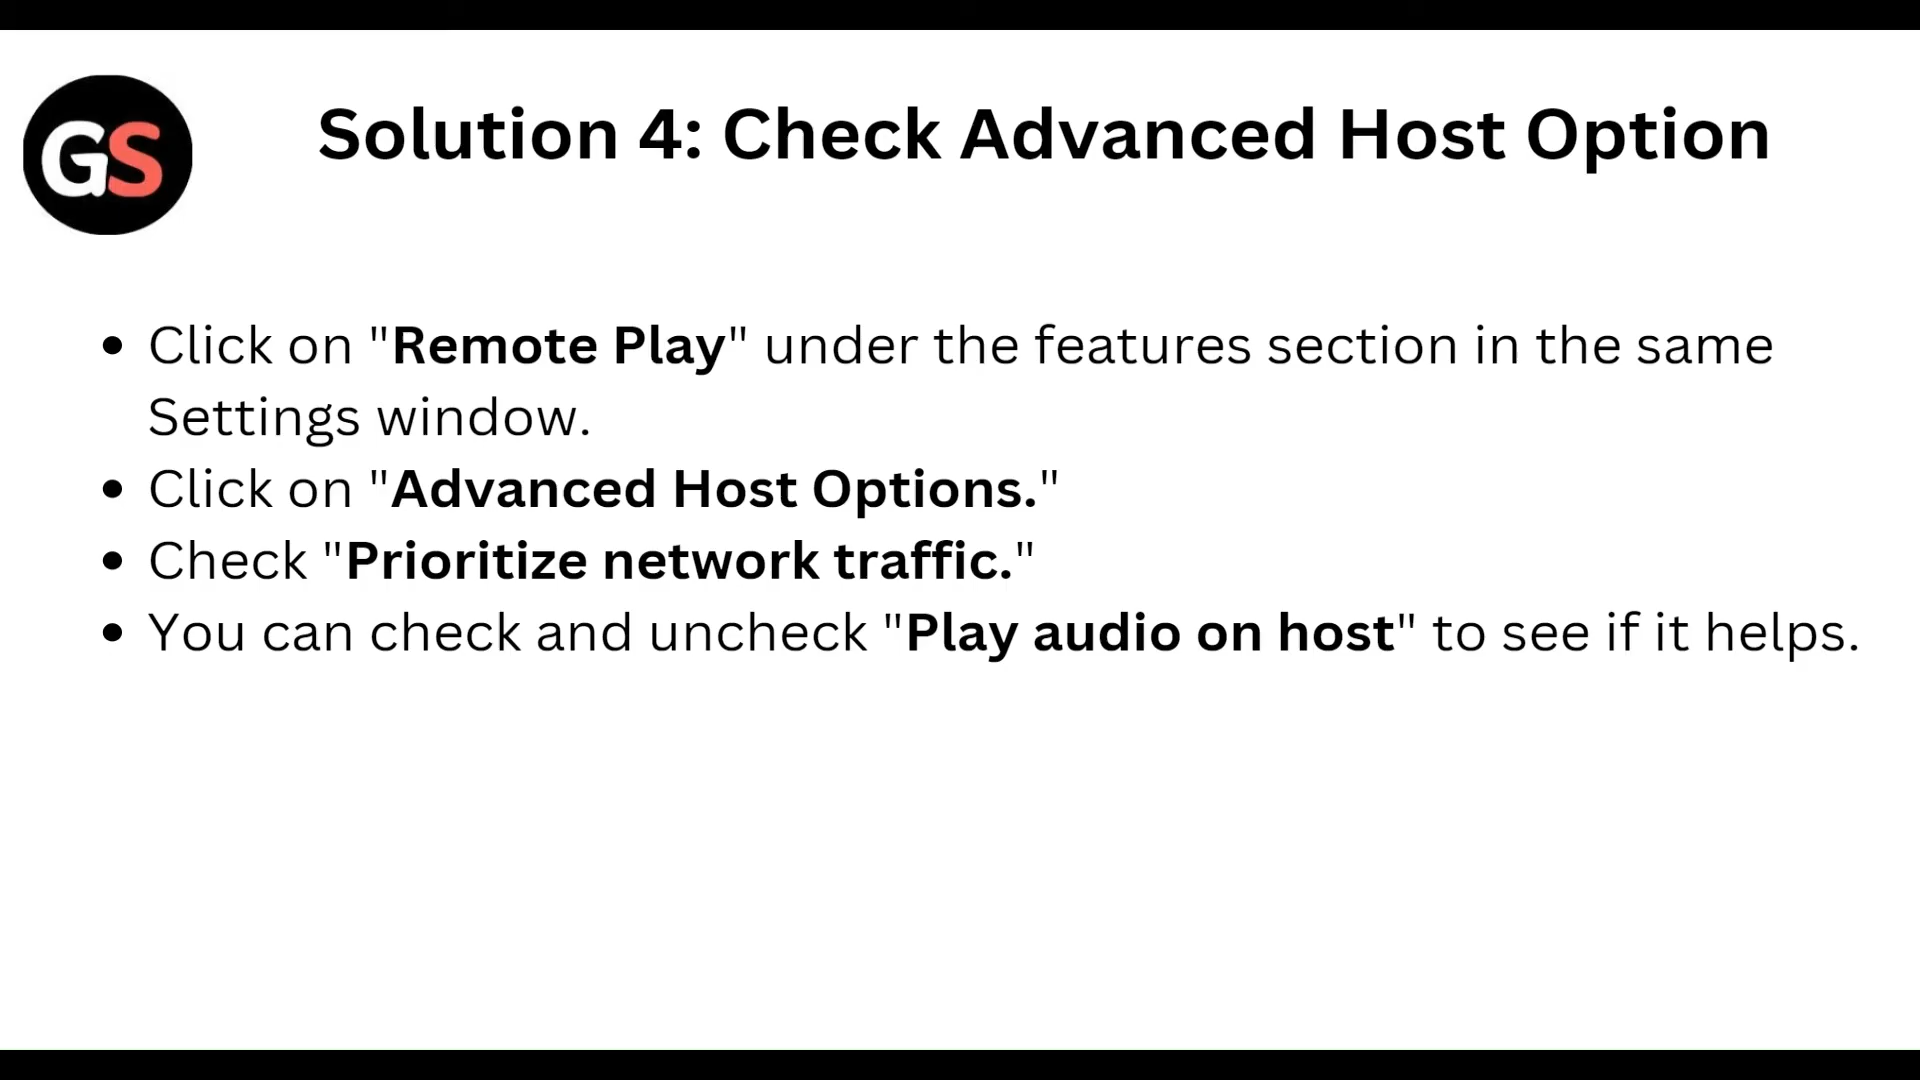 GS
Solution 4: Check Advanced Host Option
• Click on "Remote Play" under the features section in the same
Settings window.
• Click on "Advanced Host Options."
• Check "Prioritize network traffic."
• You can check and uncheck "Play audio on host" to see if it helps.